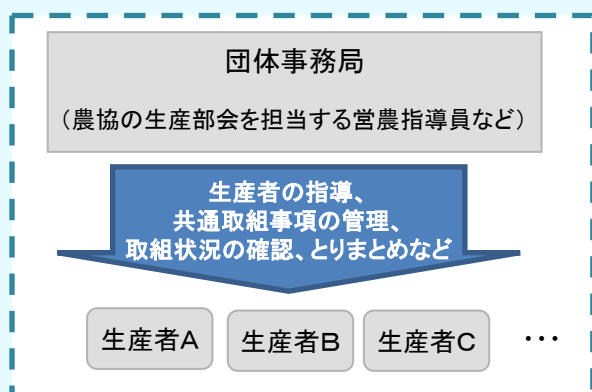 団体事務局
（農協の生産部会を担当する営農指導員など）
生産者の指導、
共通取組事項の管理、
取組状況の確認、とりまとめなど
生産者A
生産者B
生産者C
…